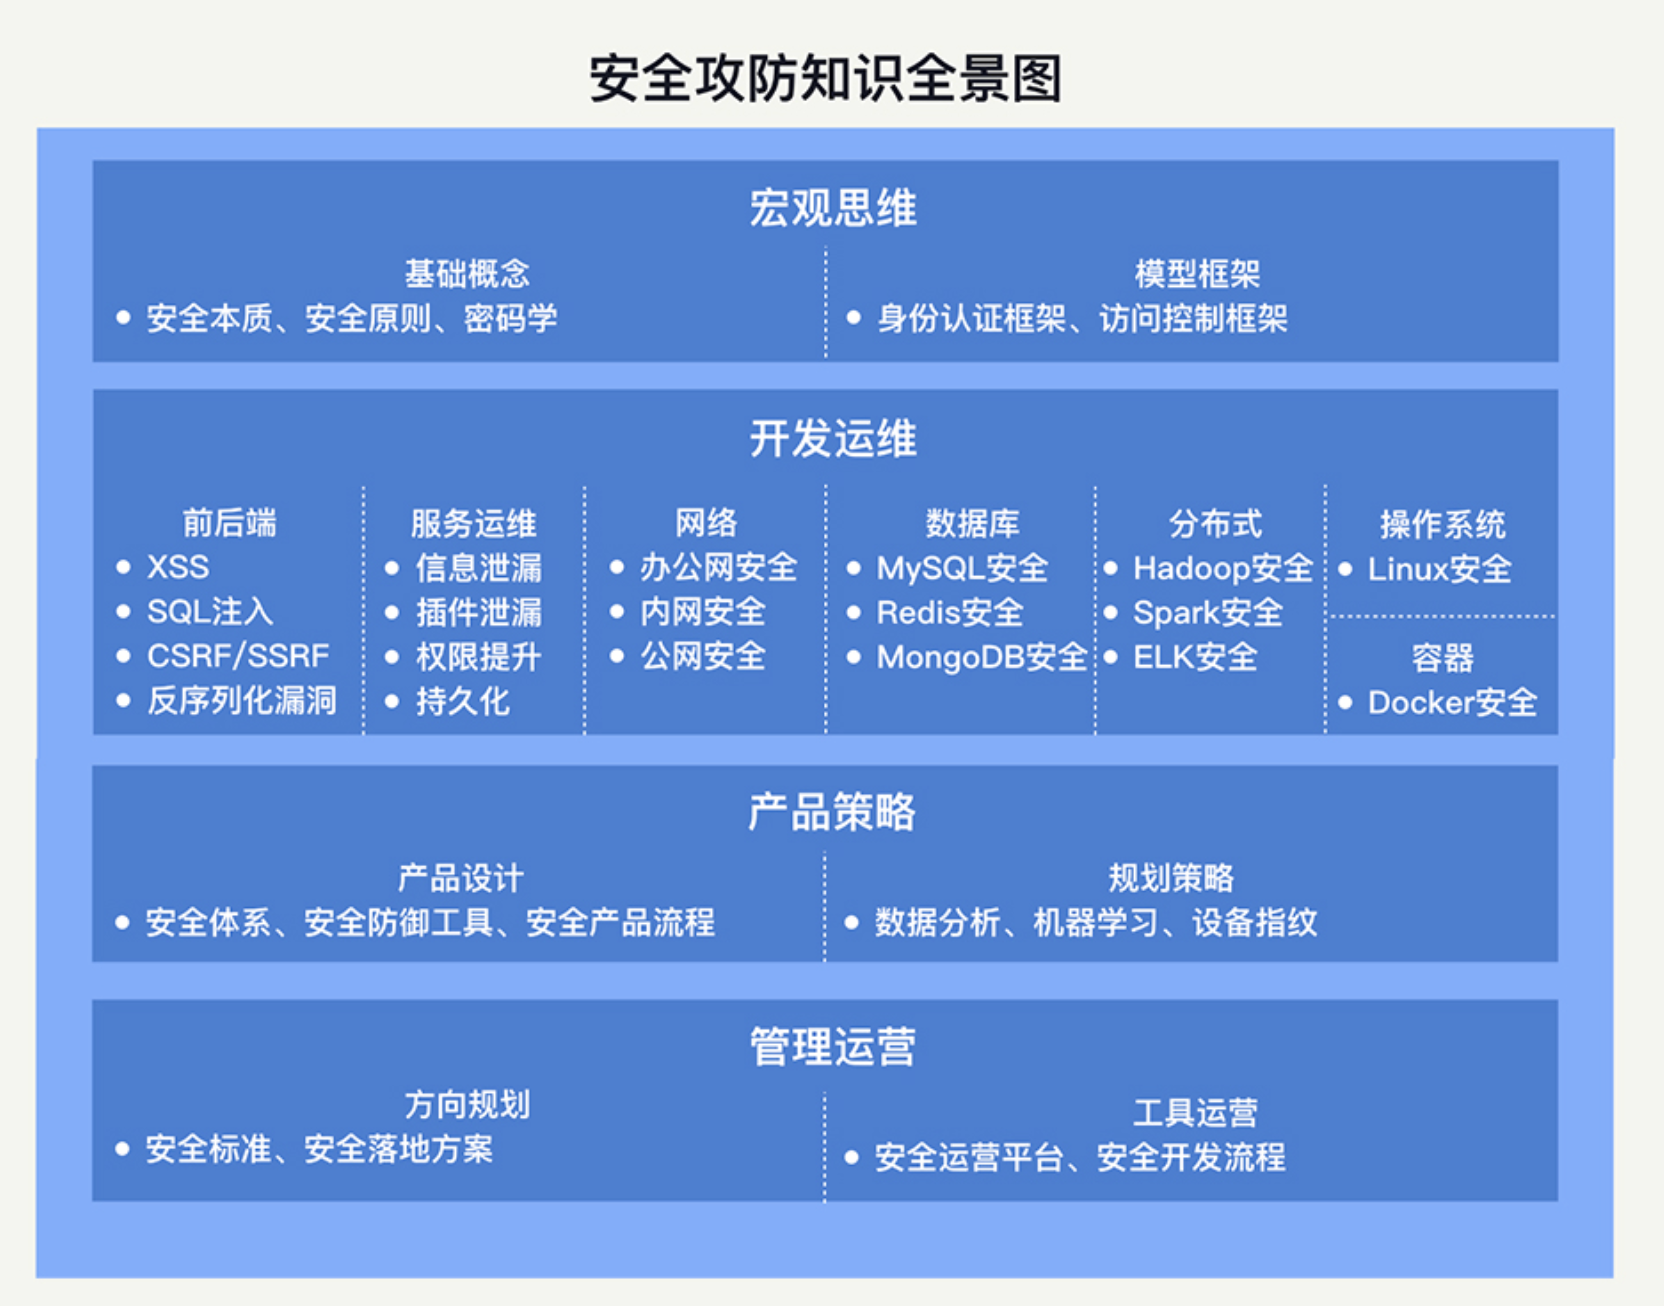 安全攻防知识全景图
宏观思维
基础概念
• 安全本质、安全原则、密码学
模型框架
• 身份认证框架、访问控制框架
开发运维
前后端
• XSS
• SQL注入
• CSRF/SSRF
• 反序列化漏洞
服务运维
• 信息泄漏
• 插件泄漏
• 权限提升
• 持久化
网络
• 办公网安全
• 内网安全
• 公网安全
数据库
• MySQL安全
• Redis安全
• MongoDB安全
分布式
• Hadoop安全
• Spark安全
• ELK安全
操作系统
• Linux安全
容器
• Docker安全
产品策略
产品设计
• 安全体系、安全防御工具、安全产品流程
规划策略
• 数据分析、机器学习、设备指纹
管理运营
方向规划
• 安全标准、安全落地方案
工具运营
• 安全运营平台、安全开发流程